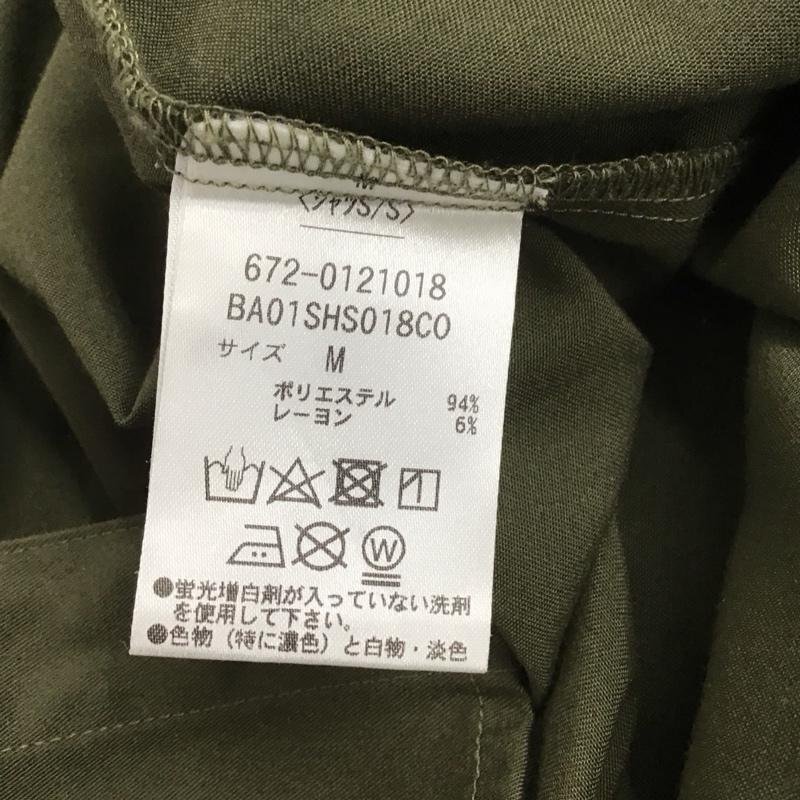 〈シャツS/S〉
672-0121018
BA01SHS018CO
サイズ M
ポリエステル 94%
レーヨン 6%
W
●蛍光増白剤が入っていない洗剤
を使用して下さい。
●色物（特に濃色）と白物・淡色